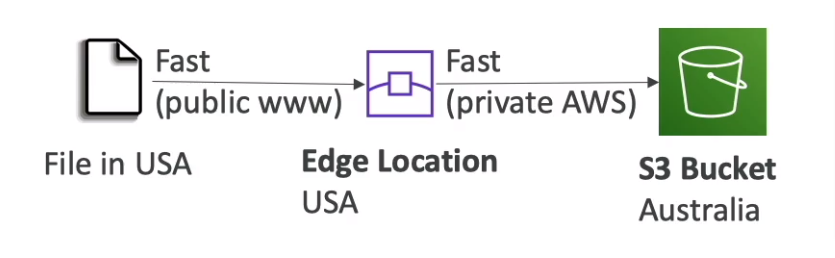 Fast
(public www)
Fast
(private AWS)
File in USA
Edge Location
USA
S3 Bucket
Australia